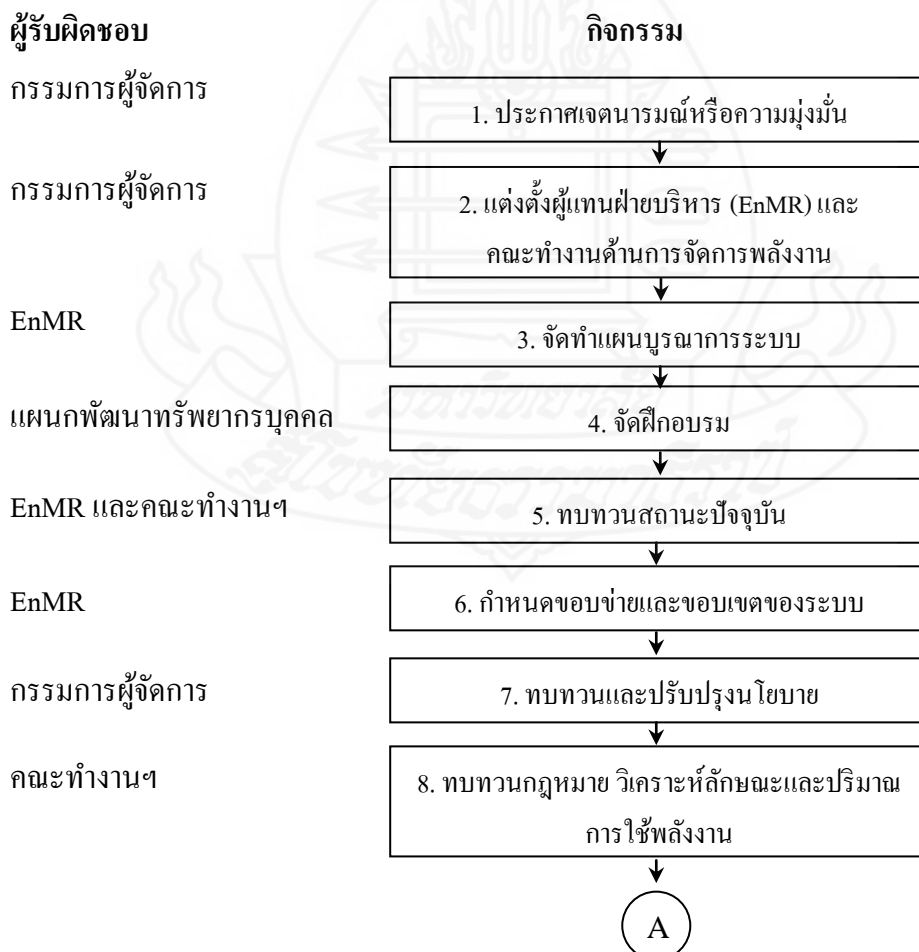 ผู้รับผิดชอบ กิจกรรม
กรรมการผู้จัดการ
1. ประกาศเจตนารมณ์หรือความมุ่งมั่น
กรรมการผู้จัดการ
2. แต่งตั้งผู้แทนฝ่ายบริหาร (EnMR) และ
คณะทำงานด้านการจัดการพลังงาน
EnMR
3. จัดทำแผนบูรณาการระบบ
แผนกพัฒนาทรัพยากรบุคคล
4. จัดฝึกอบรม
EnMR และคณะทำงานฯ
5. ทบทวนสถานะปัจจุบัน
EnMR
6. กำหนดขอบข่ายและขอบเขตของระบบ
กรรมการผู้จัดการ
7. ทบทวนและปรับปรุงนโยบาย
คณะทำงานฯ
8. ทบทวนกฎหมาย วิเคราะห์ลักษณะและปริมาณ
การใช้พลังงาน
A